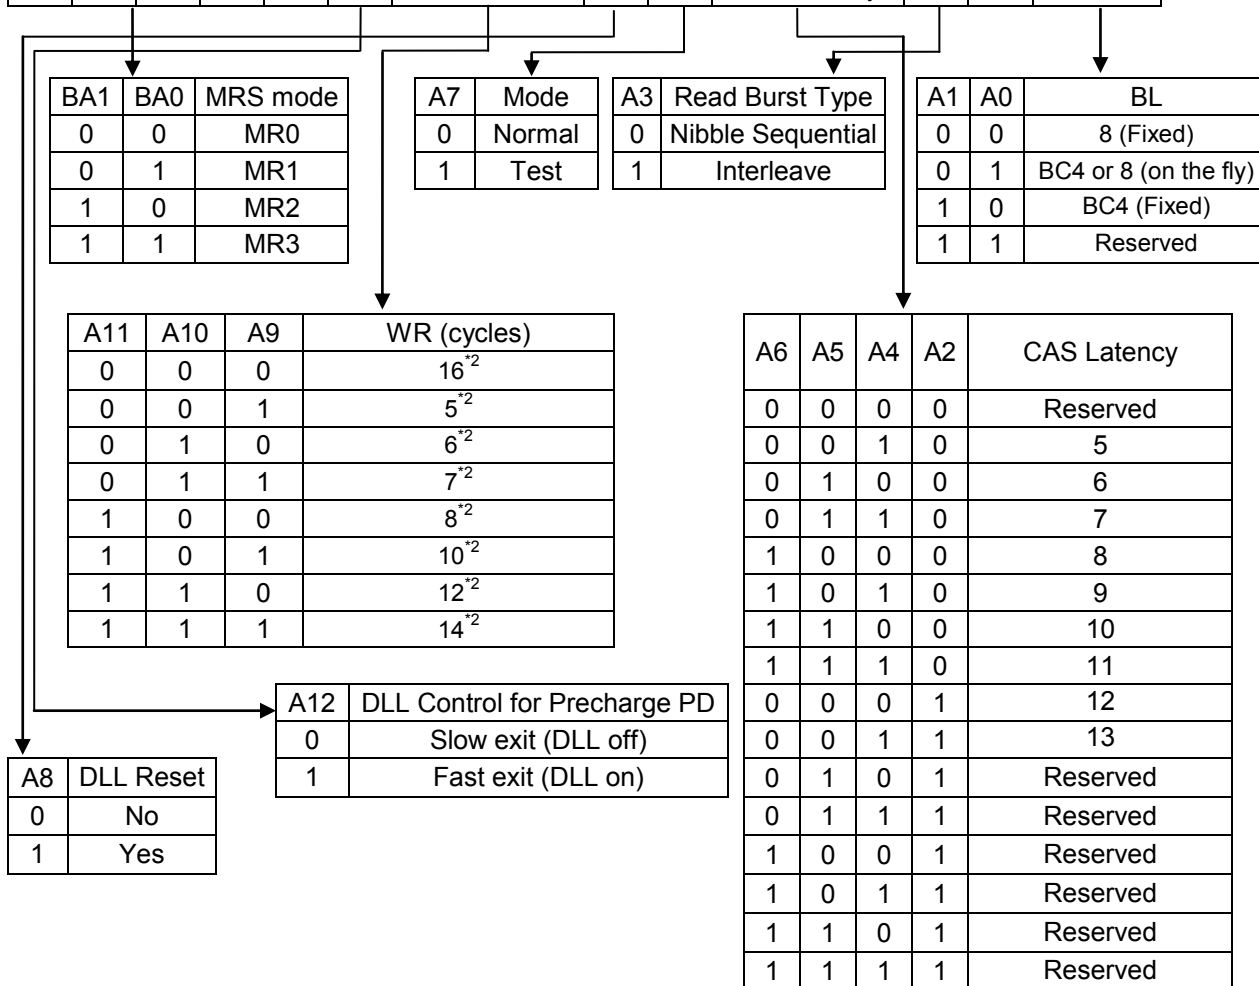 BA1 BA0 MRS mode
0 0 MR0
0 1 MR1
1 0 MR2
1 1 MR3
A7 Mode
0 Normal
1 Test
A3 Read Burst Type
0 Nibble Sequential
1 Interleave
A1 A0 BL
0 0 8 (Fixed)
0 1 BC4 or 8 (on the fly)
1 0 BC4 (Fixed)
1 1 Reserved
A11 A10 A9 WR (cycles)
0 0 0 16*2
0 0 1 5*2
0 1 0 6*2
0 1 1 7*2
1 0 0 8*2
1 0 1 10*2
1 1 0 12*2
1 1 1 14*2
A6 A5 A4 A2 CAS Latency
0 0 0 0 Reserved
0 0 1 0 5
0 1 0 0 6
0 1 1 0 7
1 0 0 0 8
1 0 1 0 9
1 1 0 0 10
1 1 1 0 11
0 0 0 1 12
0 0 1 1 13
0 1 0 1 Reserved
0 1 1 1 Reserved
1 0 0 1 Reserved
1 0 1 1 Reserved
1 1 0 1 Reserved
1 1 1 1 Reserved
A12 DLL Control for Precharge PD
0 Slow exit (DLL off)
1 Fast exit (DLL on)
A8 DLL Reset
0 No
1 Yes